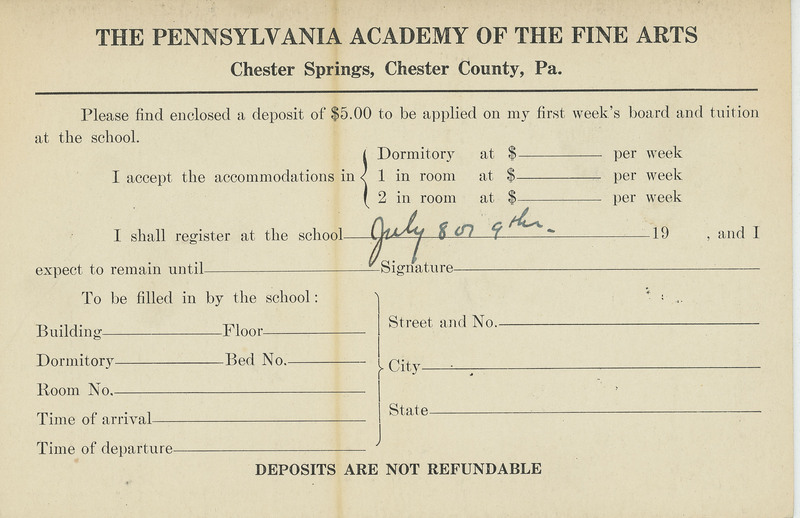 THE PENNSYLVANIA ACADEMY OF THE FINE ARTS
Chester Springs, Chester County, Pa.
Please find enclosed a deposit of $5.00 to be applied on my first week's board and tuition
at the school.
I accept the accommodations in
Dormitory at $ per week
1 in room at $ per week
2 in room at $ per week
I shall register at the school July 8 or 9th. 19 , and I
expect to remain until Signature
To be filled in by the school:
Building Floor
Dormitory Bed No.
Room No.
Time of arrival
Time of departure
Street and No.
City
State
DEPOSITS ARE NOT REFUNDABLE